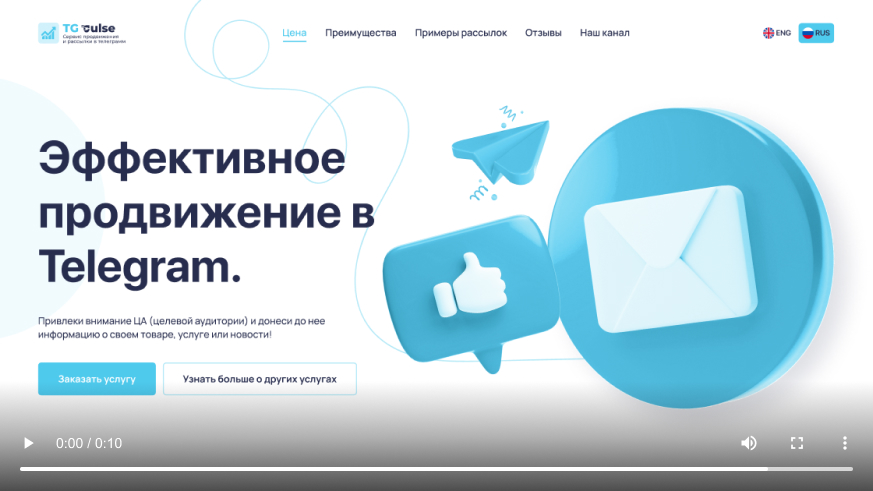 TG Pulse
Сервис продвижения
и рассылки в телеграмм
Цена
Преимущества
Примеры рассылок
Отзывы
Наш канал
ENG
RUS
Эффективное
продвижение в
Telegram.
Привлеки внимание ЦА (целевой аудитории) и донеси до нее
информацию о своем товаре, услуге или новости!
Заказать услугу
Узнать больше о других услугах
0:00 / 0:10